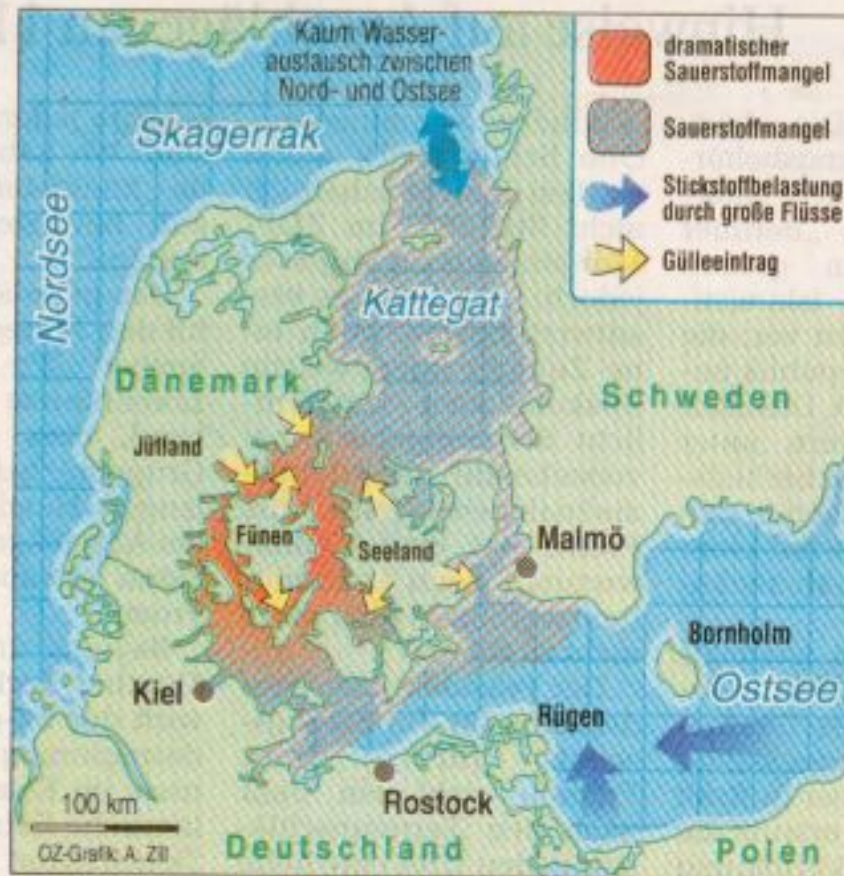 Kaum Wasser-
austausch zwischen
Nord- und Ostsee
dramatischer
Sauerstoffmangel
Sauerstoffmangel
Stickstoffbelastung
durch große Flüsse
Gülleeintrag
Skagerrak
Nordsee
Kattegat
Dänemark
Schweden
Jütland
Fünen
Seeland
Malmö
Bornholm
Ostsee
Kiel
Rügen
Rostock
100 km
OZ-Grafik: A. Zill
Deutschland
Polen